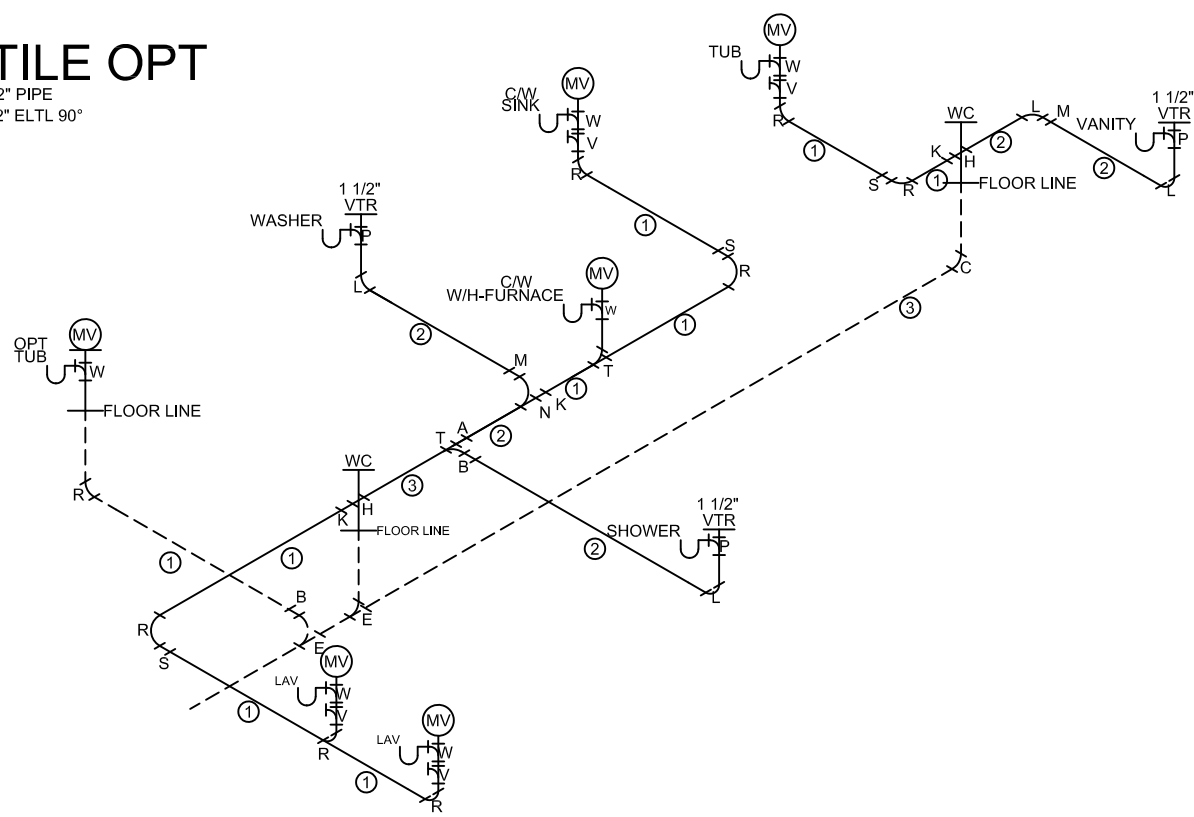 TILE OPT
2" PIPE
2" ELTL 90°
MV
TUB
W
V
R
1
S
R
K
1
WC
H
2
FLOOR LINE
C
L
M
2
VANITY
1 1/2"
VTR
P
L
3
MV
C/W
SINK
W
V
R
1
S
R
1
1 1/2"
VTR
WASHER
P
L
2
M
MV
C/W
W/H-FURNACE
W
T
1
K
N
2
A
T
B
MV
OPT
TUB
W
FLOOR LINE
R
1
B
E
WC
3
H
K
FLOOR LINE
E
1
R
S
1
2
1 1/2"
VTR
SHOWER
P
L
MV
LAV
W
V
R
1
MV
LAV
W
V
R